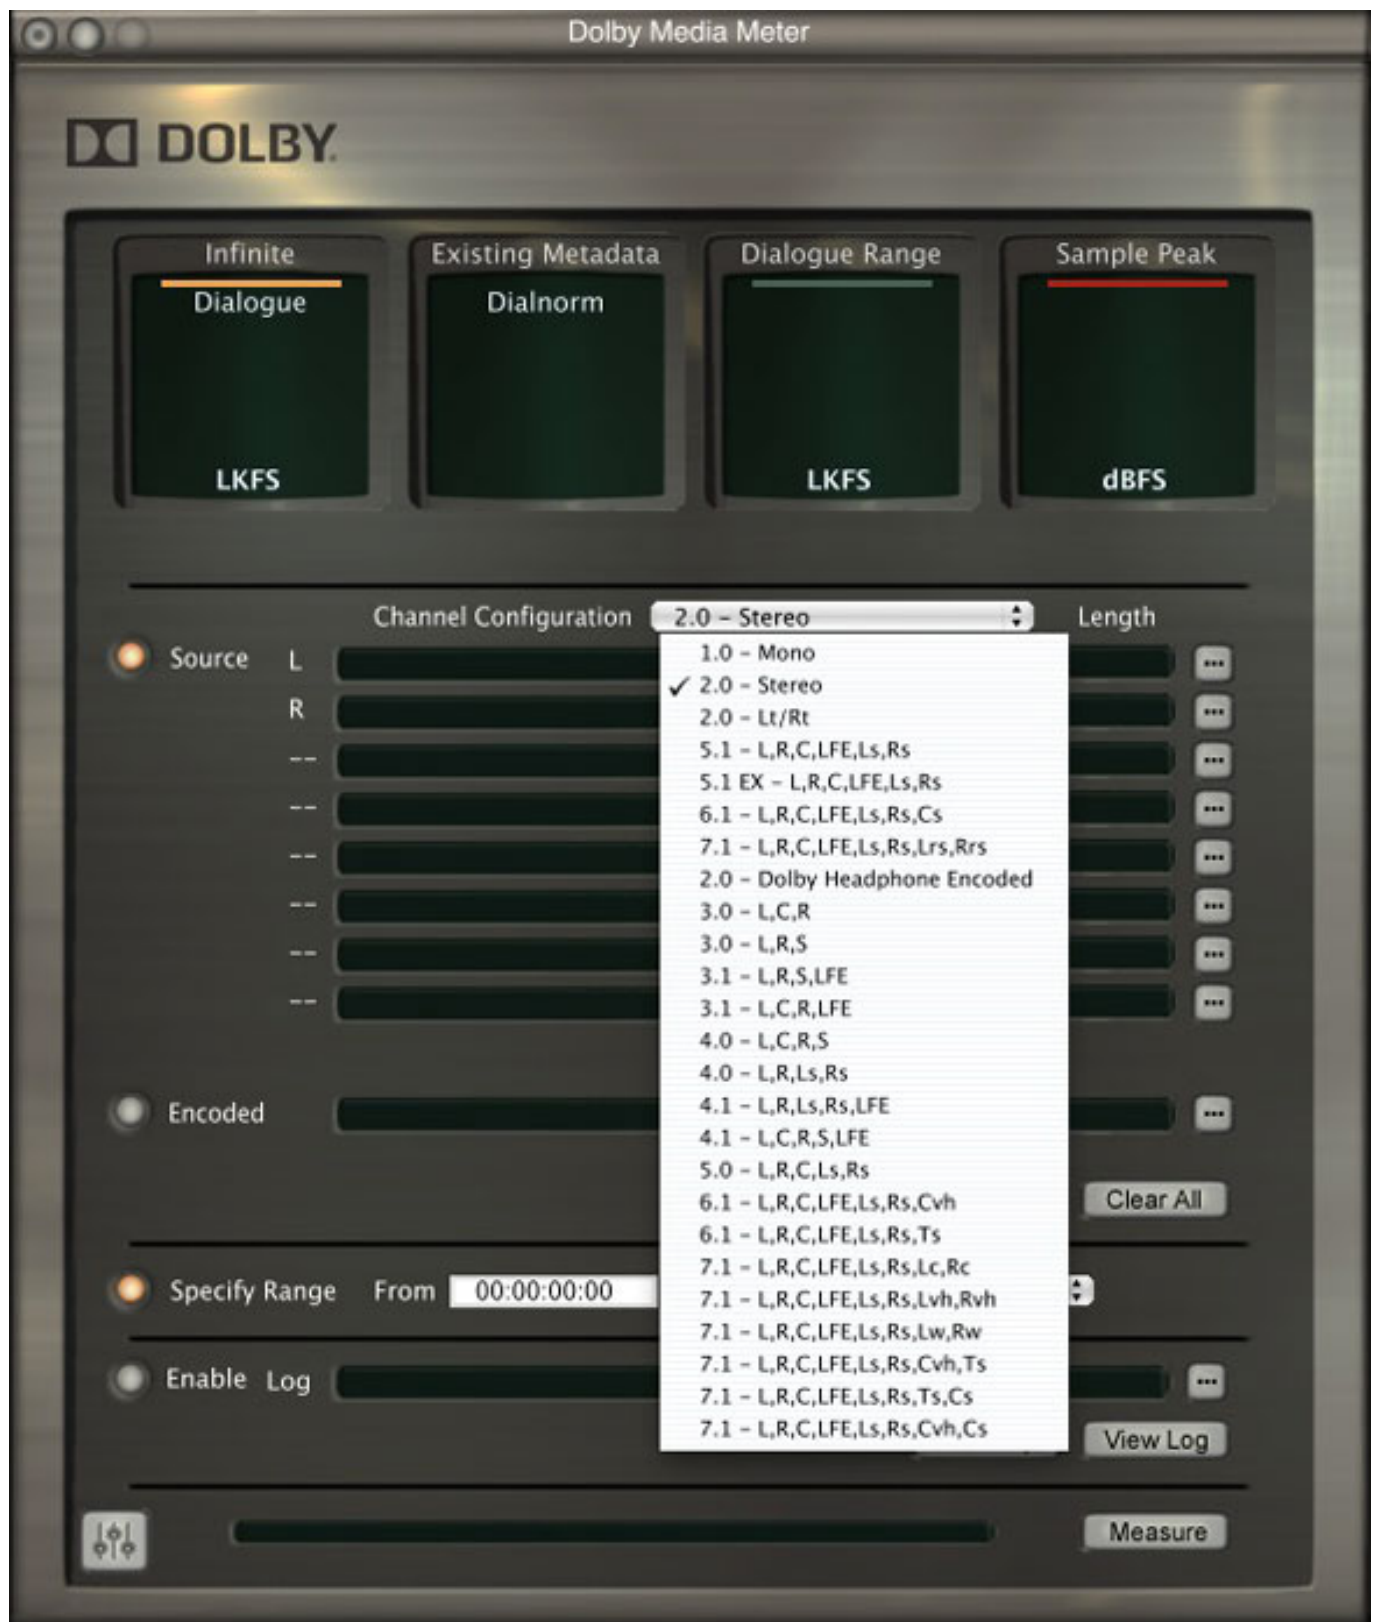 Dolby Media Meter
DOLBY.
Infinite
Dialogue
LKFS
Existing Metadata
Dialnorm
Dialogue Range
LKFS
Sample Peak
dBFS
Channel Configuration 2.0 – Stereo Length
Source L
R
--
--
--
--
--
--
1.0 – Mono
✓ 2.0 – Stereo
2.0 – Lt/Rt
5.1 – L,R,C,LFE,Ls,Rs
5.1 EX – L,R,C,LFE,Ls,Rs
6.1 – L,R,C,LFE,Ls,Rs,Cs
7.1 – L,R,C,LFE,Ls,Rs,Lrs,Rrs
2.0 – Dolby Headphone Encoded
3.0 – L,C,R
3.0 – L,R,S
3.1 – L,R,S,LFE
3.1 – L,C,R,LFE
4.0 – L,C,R,S
4.0 – L,R,Ls,Rs
4.1 – L,R,Ls,Rs,LFE
4.1 – L,C,R,S,LFE
5.0 – L,R,C,Ls,Rs
6.1 – L,R,C,LFE,Ls,Rs,Cvh
6.1 – L,R,C,LFE,Ls,Rs,Ts
7.1 – L,R,C,LFE,Ls,Rs,Lc,Rc
7.1 – L,R,C,LFE,Ls,Rs,Lvh,Rvh
7.1 – L,R,C,LFE,Ls,Rs,Lw,Rw
7.1 – L,R,C,LFE,Ls,Rs,Cvh,Ts
7.1 – L,R,C,LFE,Ls,Rs,Ts,Cs
7.1 – L,R,C,LFE,Ls,Rs,Cvh,Cs
Encoded
Clear All
Specify Range From 00:00:00:00
Enable Log
View Log
Measure